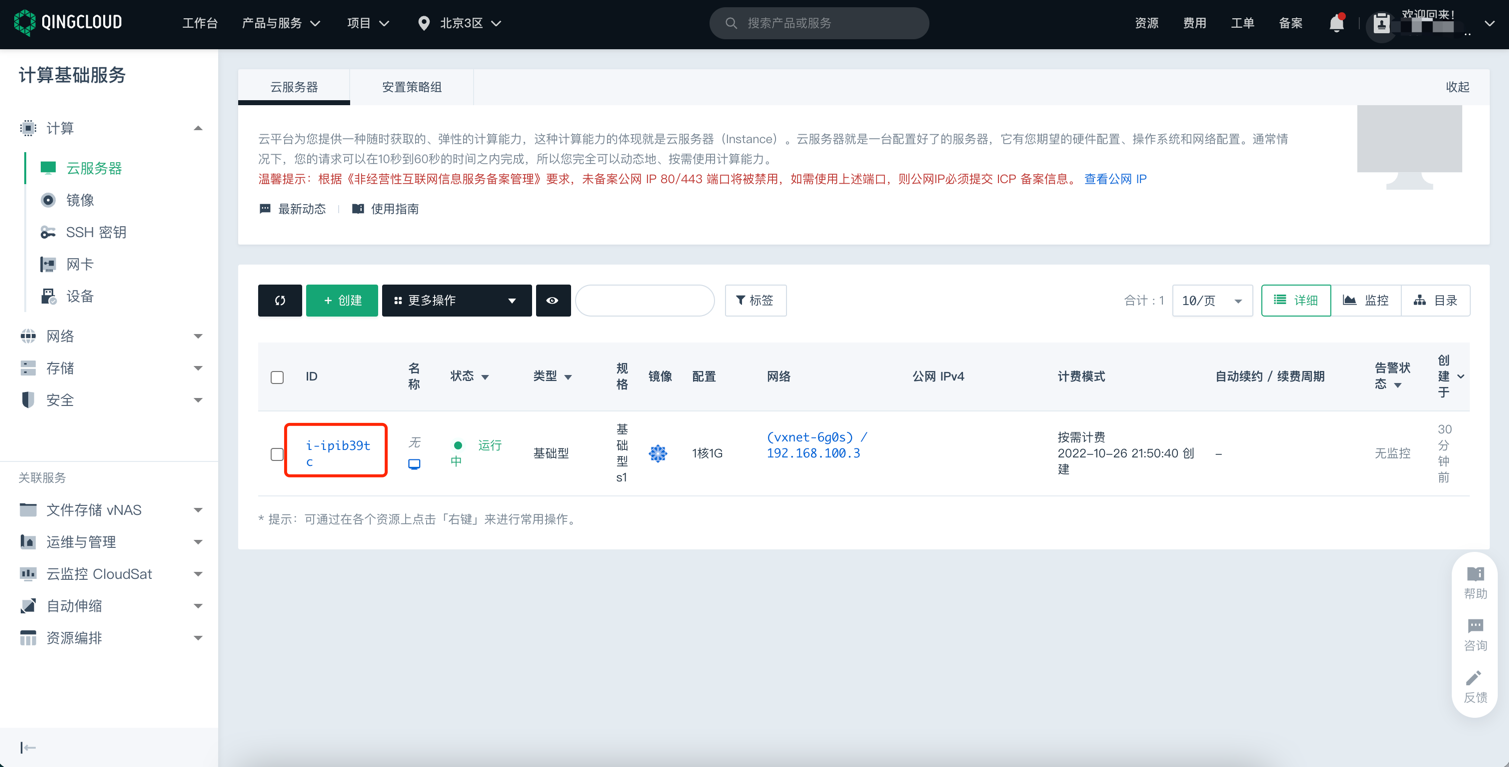 QINGCLOUD
工作台
产品与服务
项目
北京3区
搜索产品或服务
资源
费用
工单
备案
欢迎回来!
计算基础服务
计算
云服务器
镜像
SSH 密钥
网卡
设备
网络
存储
安全
关联服务
文件存储 vNAS
运维与管理
云监控 CloudSat
自动伸缩
资源编排
云服务器
安置策略组
收起
云平台为您提供一种随时获取的、弹性的计算能力，这种计算能力的体现就是云服务器（Instance）。云服务器就是一台配置好了的服务器，它有您期望的硬件配置、操作系统和网络配置。通常情
况下，您的请求可以在10秒到60秒的时间之内完成，所以您完全可以动态地、按需使用计算能力。
温馨提示：根据《非经营性互联网信息服务备案管理》要求，未备案公网 IP 80/443 端口将被禁用，如需使用上述端口，则公网IP必须提交 ICP 备案信息。 查看公网 IP
最新动态
使用指南
+ 创建
更多操作
标签
合计：1
10/页
详细
监控
目录
ID
名
称
状态
类型
规
格
镜像
配置
网络
公网 IPv4
计费模式
自动续约 / 续费周期
告警状
态
创
建
于
i-ipib39t
c
无
运行
中
基础型
基
础
型
s1
1核1G
(vxnet-6g0s) /
192.168.100.3
按需计费
2022-10-26 21:50:40 创
建
–
无监控
30
分
钟
前
* 提示：可通过在各个资源上点击「右键」来进行常用操作。
帮助
咨询
反馈